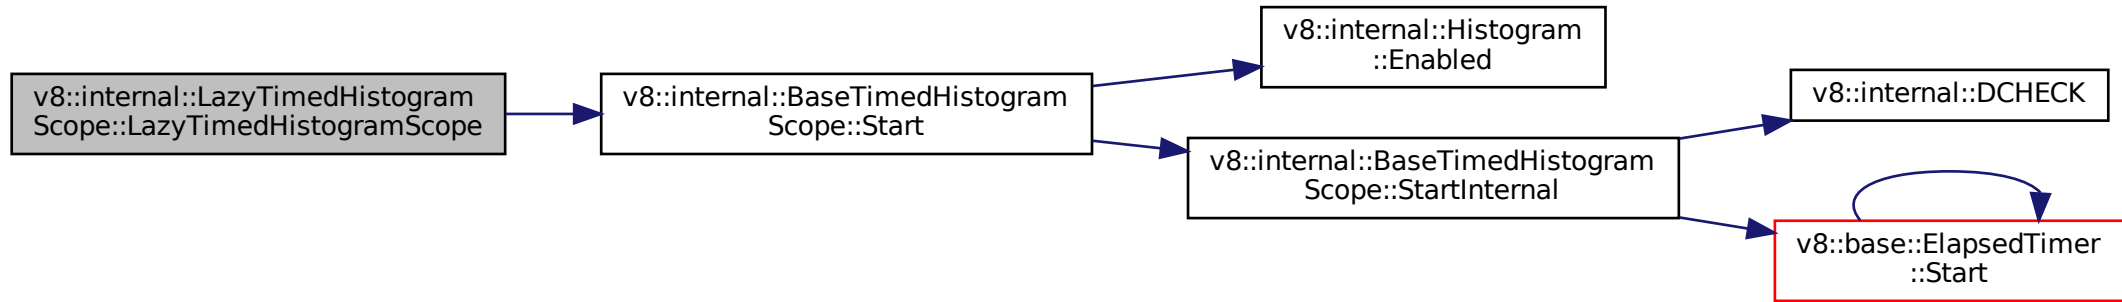 v8::internal::LazyTimedHistogram
Scope::LazyTimedHistogramScope
v8::internal::BaseTimedHistogram
Scope::Start
v8::internal::Histogram
::Enabled
v8::internal::BaseTimedHistogram
Scope::StartInternal
v8::internal::DCHECK
v8::base::ElapsedTimer
::Start